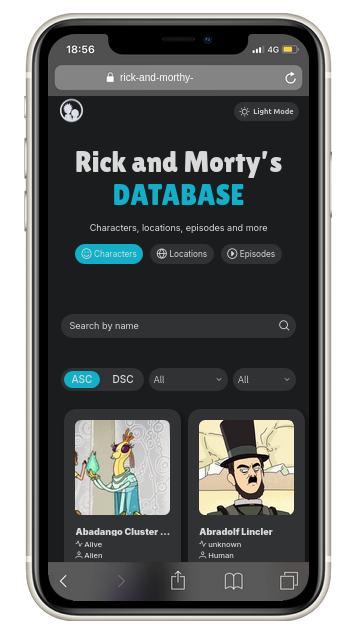 18:56
4G
rick-and-morthy-
Light Mode
Rick and Morty's
DATABASE
Characters, locations, episodes and more
Characters
Locations
Episodes
Search by name
ASC
DSC
All
All
Abadango Cluster ...
Alive
Alien
Abradolf Lincler
unknown
Human